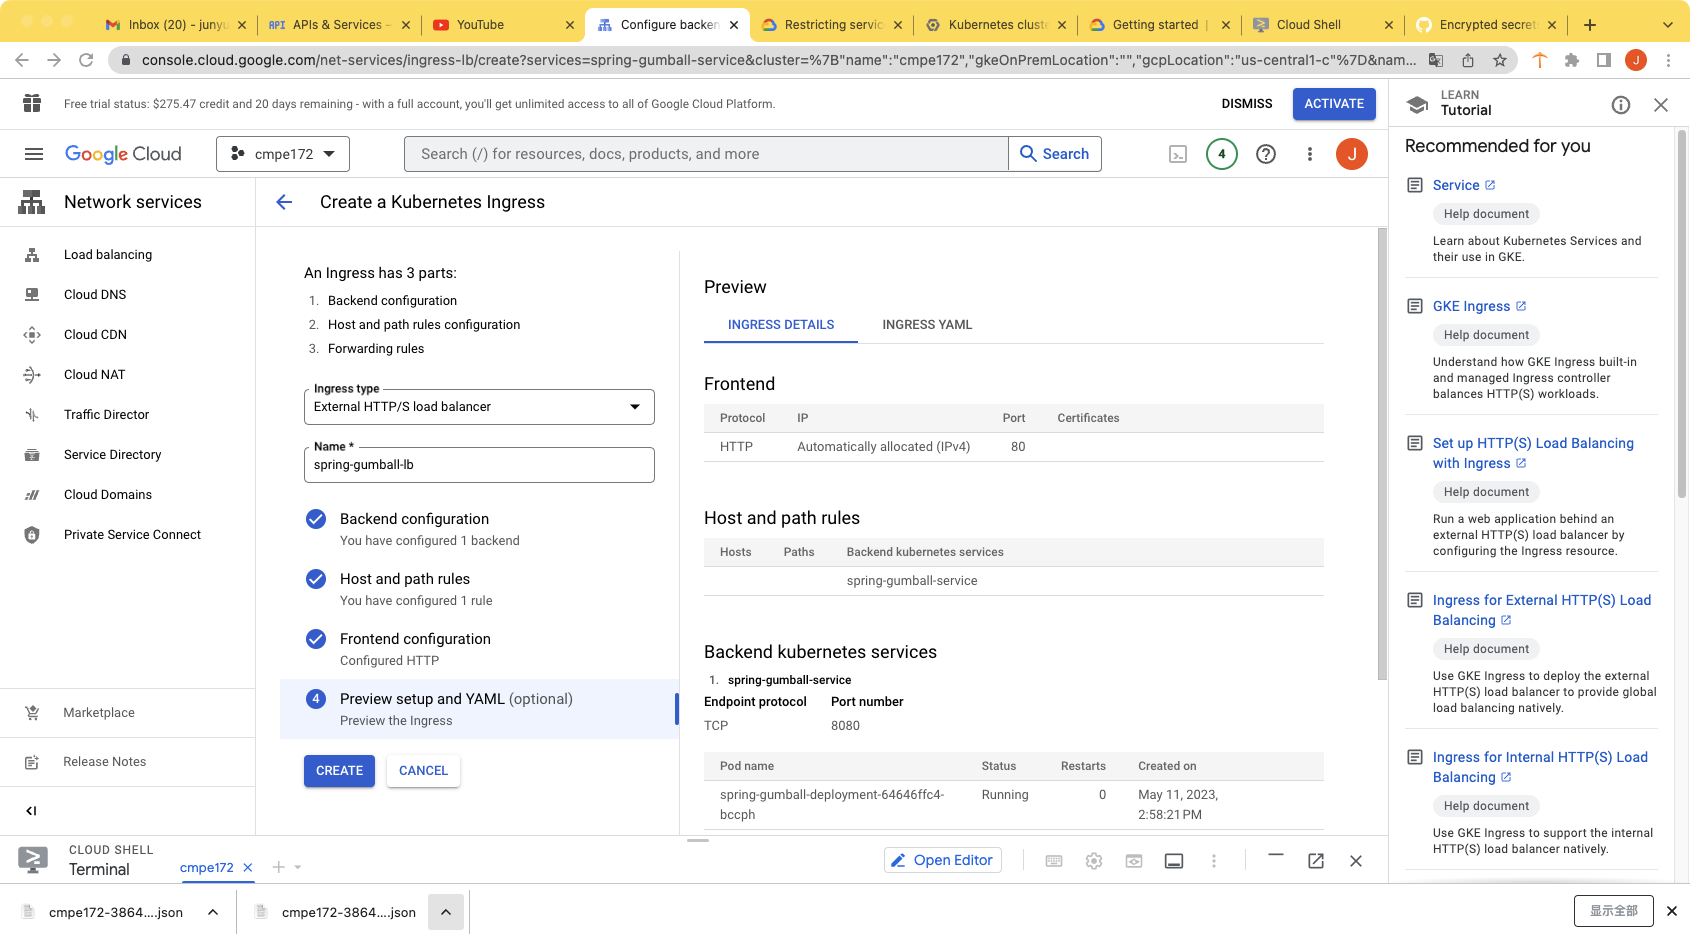 Inbox (20) - junyu
APIs & Services –
YouTube
Configure backen
Restricting servic
Kubernetes cluste
Getting started |
Cloud Shell
Encrypted secret
console.cloud.google.com/net-services/ingress-lb/create?services=spring-gumball-service&cluster=%7B"name":"cmpe172","gkeOnPremLocation":"","gcpLocation":"us-central1-c"%7D&nam...
J
Free trial status: $275.47 credit and 20 days remaining - with a full account, you'll get unlimited access to all of Google Cloud Platform.
DISMISS
ACTIVATE
Google Cloud
cmpe172
Search (/) for resources, docs, products, and more
Search
4
J
Network services
Load balancing
Cloud DNS
Cloud CDN
Cloud NAT
Traffic Director
Service Directory
Cloud Domains
Private Service Connect
Marketplace
Release Notes
Create a Kubernetes Ingress
An Ingress has 3 parts:
1. Backend configuration
2. Host and path rules configuration
3. Forwarding rules
Ingress type
External HTTP/S load balancer
Name *
spring-gumball-lb
Backend configuration
You have configured 1 backend
Host and path rules
You have configured 1 rule
Frontend configuration
Configured HTTP
4 Preview setup and YAML (optional)
Preview the Ingress
CREATE
CANCEL
Preview
INGRESS DETAILS
INGRESS YAML
Frontend
Protocol IP Port Certificates
HTTP Automatically allocated (IPv4) 80
Host and path rules
Hosts Paths Backend kubernetes services
spring-gumball-service
Backend kubernetes services
1. spring-gumball-service
Endpoint protocol Port number
TCP 8080
Pod name Status Restarts Created on
spring-gumball-deployment-64646ffc4-bccph Running 0 May 11, 2023, 2:58:21 PM
LEARN
Tutorial
Recommended for you
Service
Help document
Learn about Kubernetes Services and
their use in GKE.
GKE Ingress
Help document
Understand how GKE Ingress built-in
and managed Ingress controller
balances HTTP(S) workloads.
Set up HTTP(S) Load Balancing
with Ingress
Help document
Run a web application behind an
external HTTP(S) load balancer by
configuring the Ingress resource.
Ingress for External HTTP(S) Load
Balancing
Help document
Use GKE Ingress to deploy the external
HTTP(S) load balancer to provide global
load balancing natively.
Ingress for Internal HTTP(S) Load
Balancing
Help document
Use GKE Ingress to support the internal
HTTP(S) load balancer natively.
CLOUD SHELL
Terminal
cmpe172
Open Editor
cmpe172-3864....json
cmpe172-3864....json
显示全部